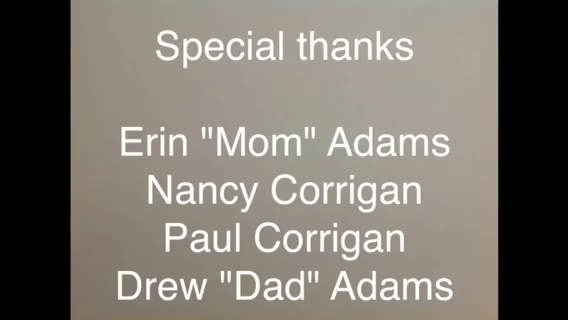 Special thanks
Erin "Mom" Adams
Nancy Corrigan
Paul Corrigan
Drew "Dad" Adams